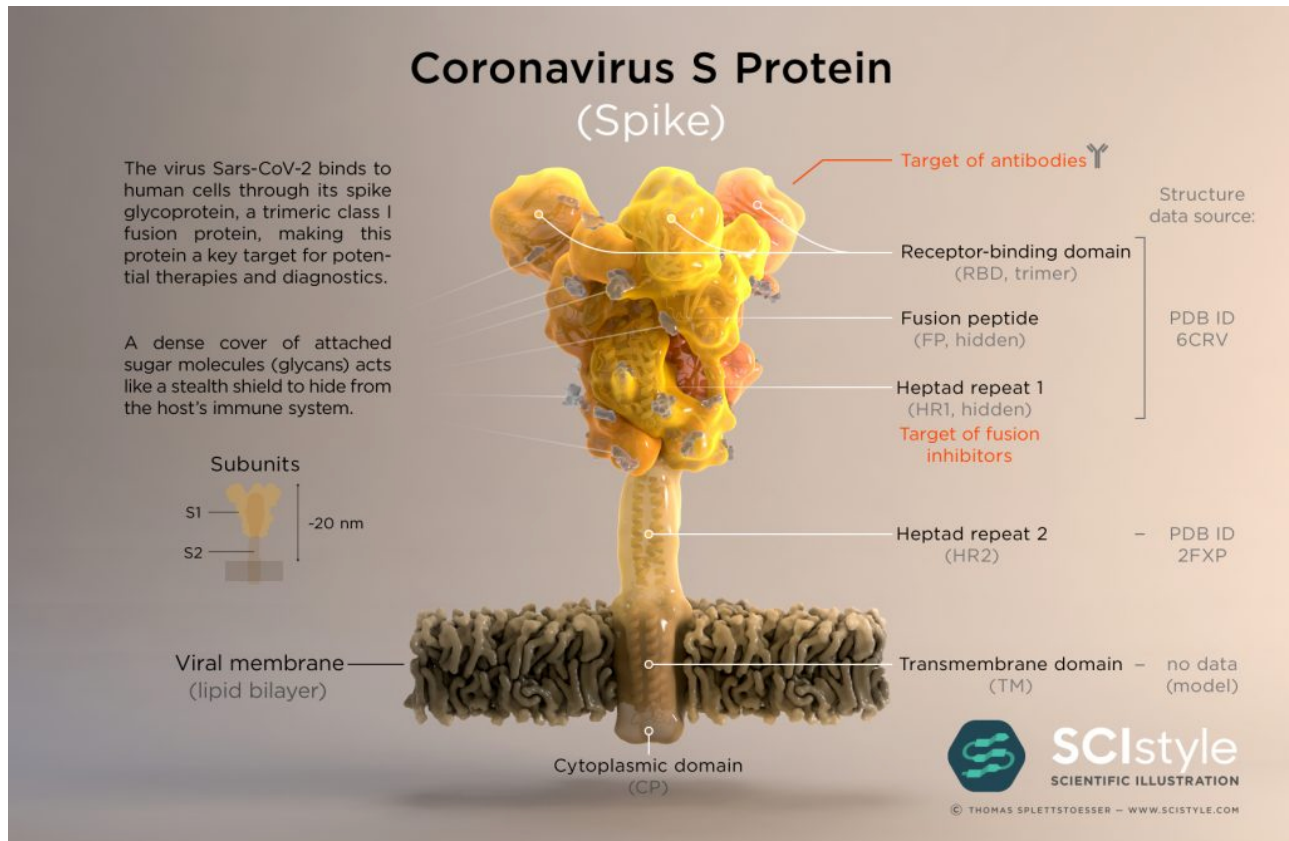 Coronavirus S Protein
(Spike)
The virus Sars-CoV-2 binds to
human cells through its spike
glycoprotein, a trimeric class I
fusion protein, making this
protein a key target for poten-
tial therapies and diagnostics.
A dense cover of attached
sugar molecules (glycans) acts
like a stealth shield to hide from
the host's immune system.
Subunits
S1
S2
~20 nm
Viral membrane
(lipid bilayer)
Target of antibodies
Receptor-binding domain
(RBD, trimer)
Fusion peptide
(FP, hidden)
Heptad repeat 1
(HR1, hidden)
Target of fusion
inhibitors
Heptad repeat 2
(HR2)
Transmembrane domain
(TM)
Cytoplasmic domain
(CP)
Structure
data source:
PDB ID
6CRV
– PDB ID
2FXP
– no data
(model)
SCIstyle
SCIENTIFIC ILLUSTRATION
© THOMAS SPLETTSTOESSER – WWW.SCISTYLE.COM